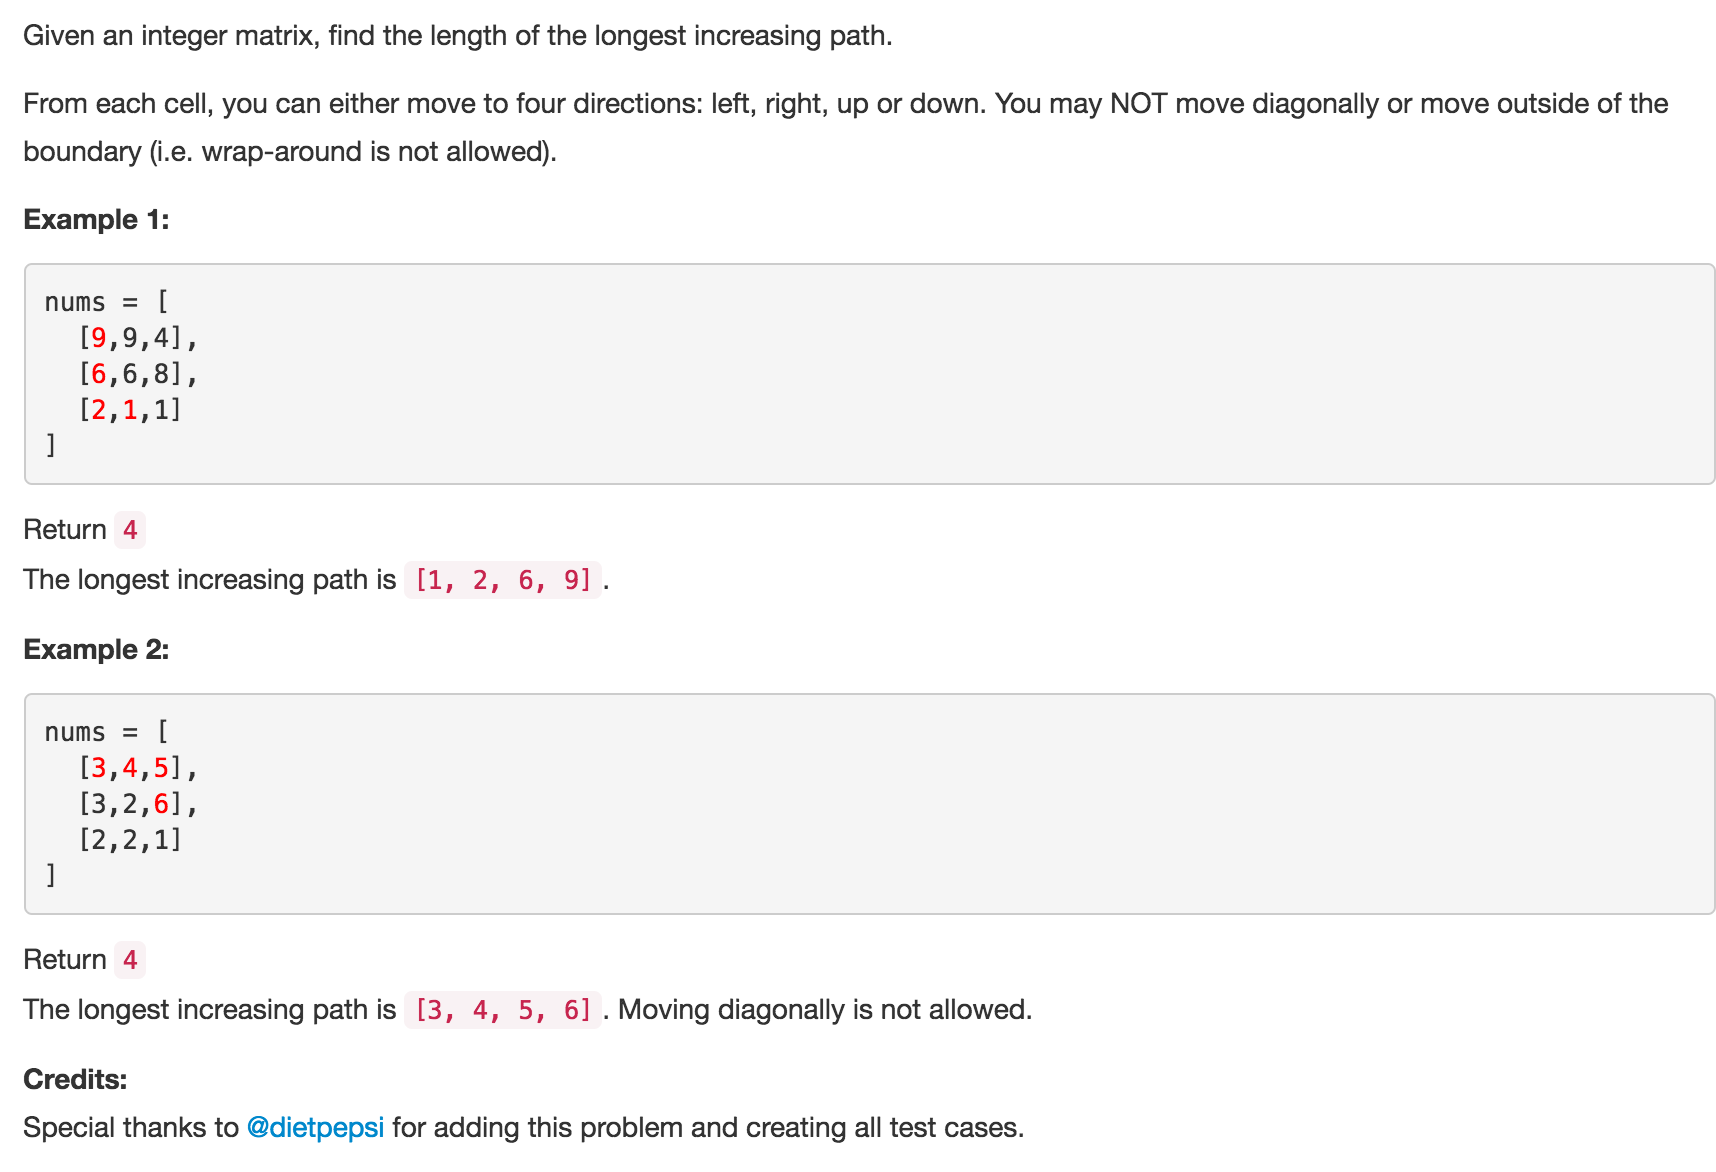 Given an integer matrix, find the length of the longest increasing path.
From each cell, you can either move to four directions: left, right, up or down. You may NOT move diagonally or move outside of the
boundary (i.e. wrap-around is not allowed).
Example 1:
nums = [
  [9,9,4],
  [6,6,8],
  [2,1,1]
]
Return 4
The longest increasing path is [1, 2, 6, 9].
Example 2:
nums = [
  [3,4,5],
  [3,2,6],
  [2,2,1]
]
Return 4
The longest increasing path is [3, 4, 5, 6]. Moving diagonally is not allowed.
Credits:
Special thanks to @dietpepsi for adding this problem and creating all test cases.